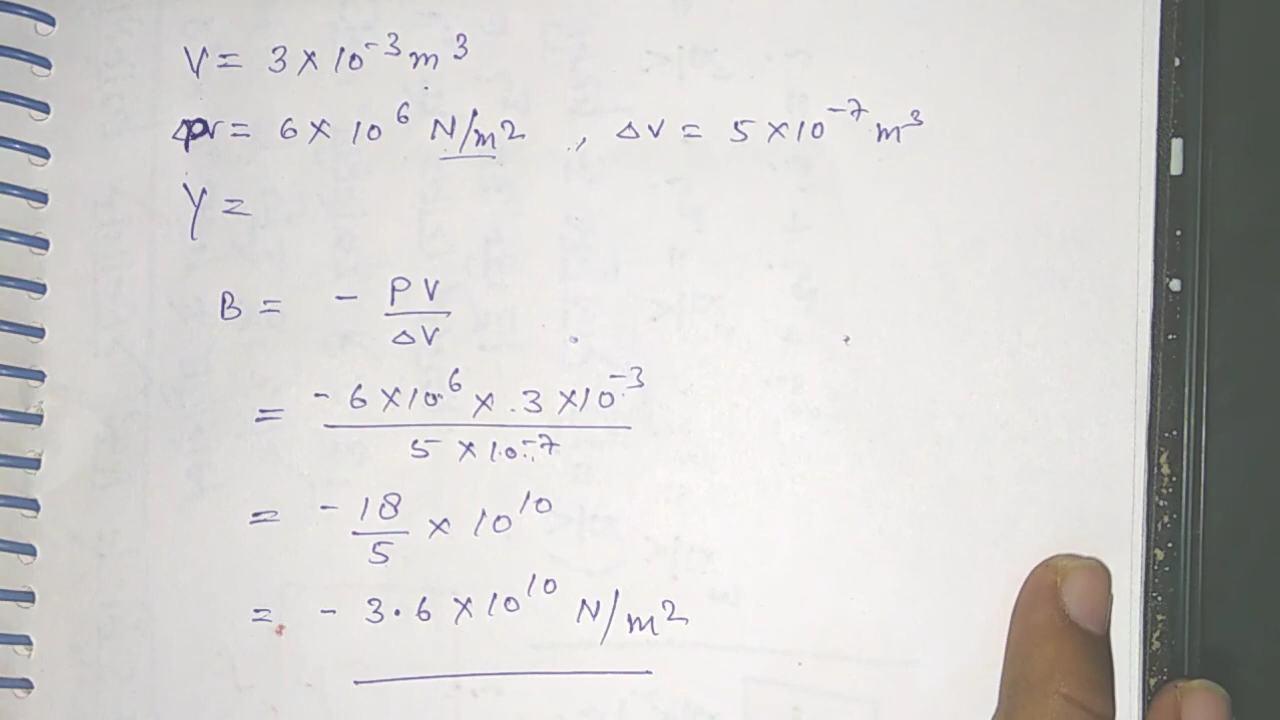 V = 3 × 10⁻³ m³
ΔPV = 6 × 10⁶ N/m² , ΔV = 5 × 10⁻⁷ m³
Y =
B = - PV / ΔV
= - 6 × 10⁶ × .3 × 10⁻³ / 5 × 10⁻⁷
= - 18/5 × 10¹⁰
= - 3.6 × 10¹⁰ N/m²